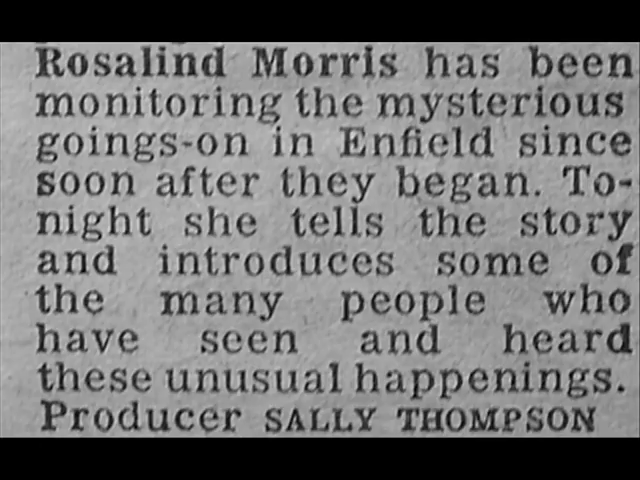 Rosalind Morris has been
monitoring the mysterious
goings-on in Enfield since
soon after they began. To-
night she tells the story
and introduces some of
the many people who
have seen and heard
these unusual happenings.
Producer SALLY THOMPSON